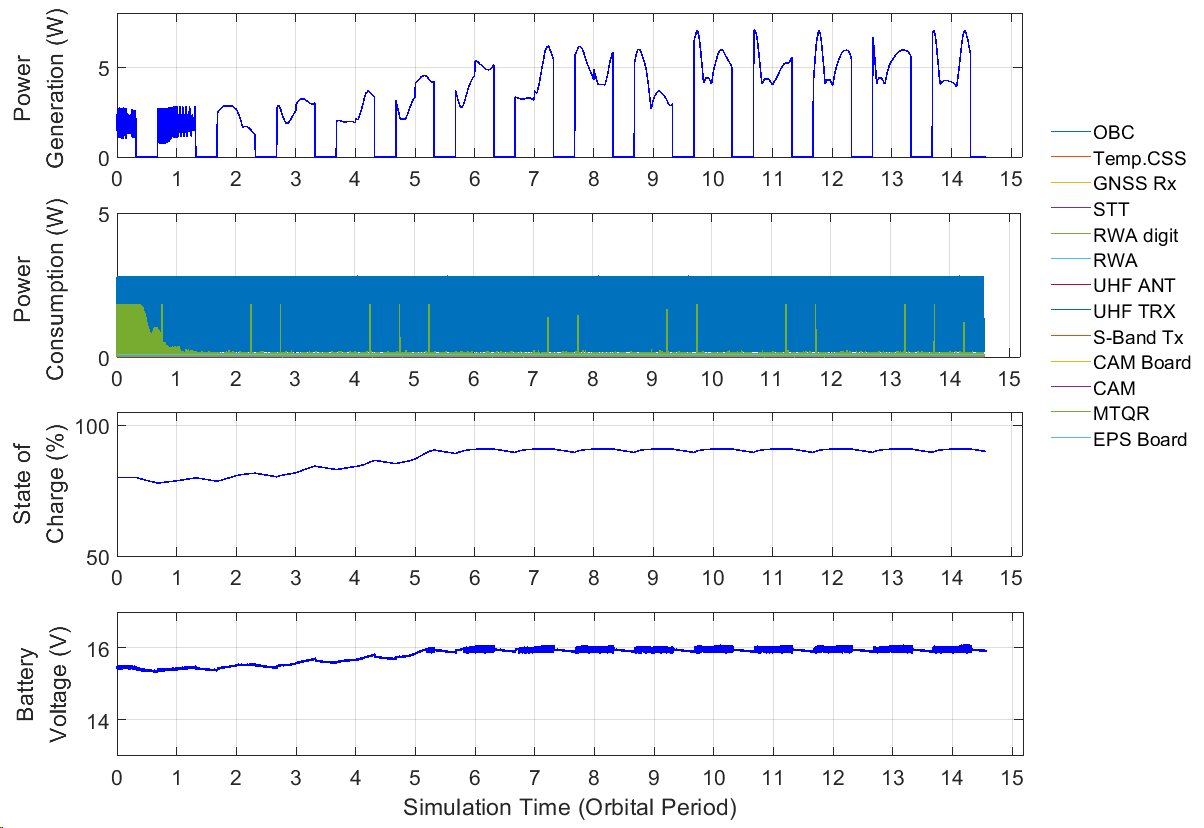 Power
Generation (W)
5
0
0 1 2 3 4 5 6 7 8 9 10 11 12 13 14 15
Power
Consumption (W)
5
0
0 1 2 3 4 5 6 7 8 9 10 11 12 13 14 15
State of
Charge (%)
100
50
0 1 2 3 4 5 6 7 8 9 10 11 12 13 14 15
Battery
Voltage (V)
16
14
0 1 2 3 4 5 6 7 8 9 10 11 12 13 14 15
Simulation Time (Orbital Period)
OBC
Temp.CSS
GNSS Rx
STT
RWA digit
RWA
UHF ANT
UHF TRX
S-Band Tx
CAM Board
CAM
MTQR
EPS Board